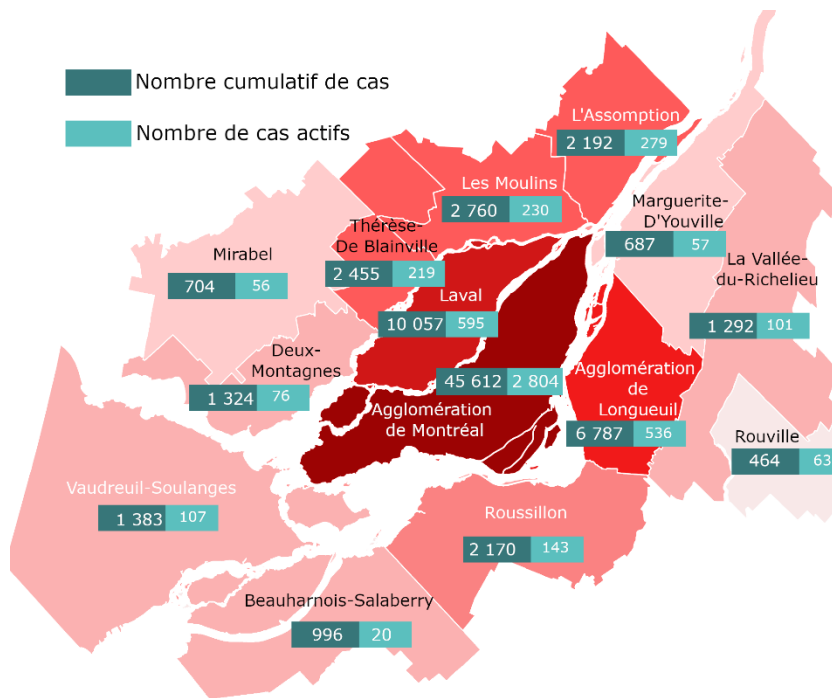 Nombre cumulatif de cas
Nombre de cas actifs
L'Assomption
2 192 279
Les Moulins
2 760 230
Marguerite-
D'Youville
687 57
Thérèse-
De Blainville
2 455 219
Mirabel
704 56
La Vallée-
du-Richelieu
1 292 101
Laval
10 057 595
Deux-
Montagnes
1 324 76
45 612 2 804
Agglomération
de Montréal
Agglomération
de
Longueuil
6 787 536
Rouville
464 63
Vaudreuil-Soulanges
1 383 107
Roussillon
2 170 143
Beauharnois-Salaberry
996 20